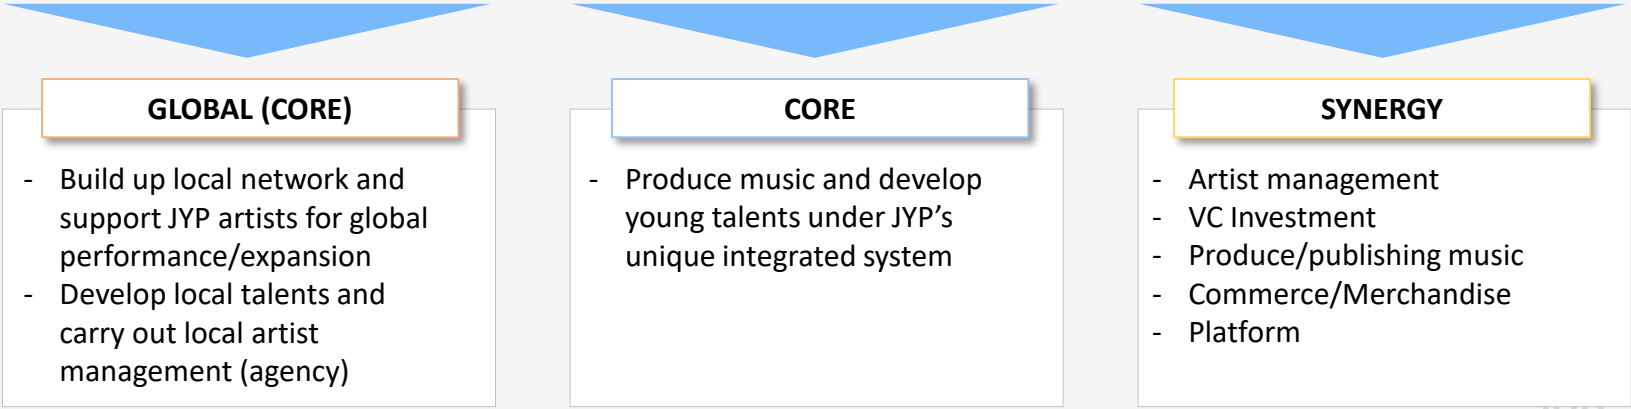 GLOBAL (CORE)
- Build up local network and
support JYP artists for global
performance/expansion
- Develop local talents and
carry out local artist
management (agency)
CORE
- Produce music and develop
young talents under JYP's
unique integrated system
SYNERGY
- Artist management
- VC Investment
- Produce/publishing music
- Commerce/Merchandise
- Platform